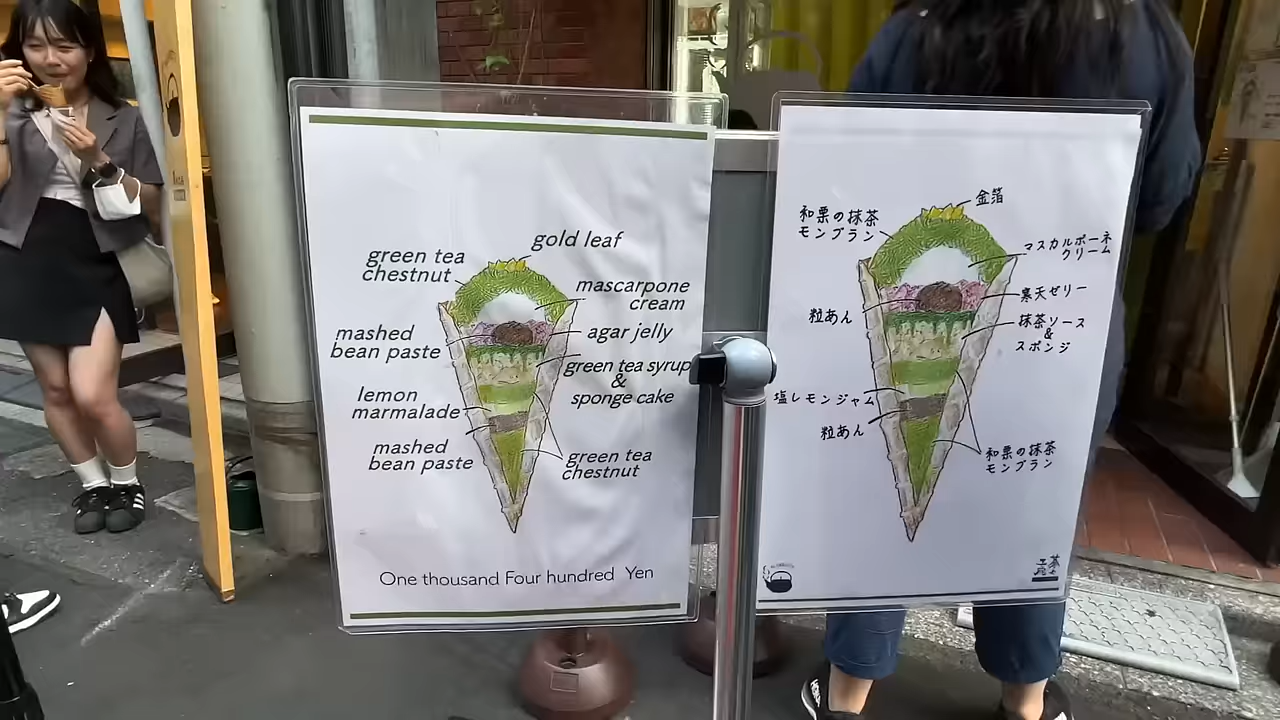 gold leaf
green tea
chestnut
mascarpone
cream
mashed
bean paste
agar jelly
green tea syrup
&
sponge cake
lemon
marmalade
mashed
bean paste
green tea
chestnut
One thousand Four hundred Yen
金箔
和栗の抹茶
モンブラン
マスカルポーネ
クリーム
粒あん
寒天ゼリー
抹茶ソース
&
スポンジ
塩レモンジャム
粒あん
和栗の抹茶
モンブラン